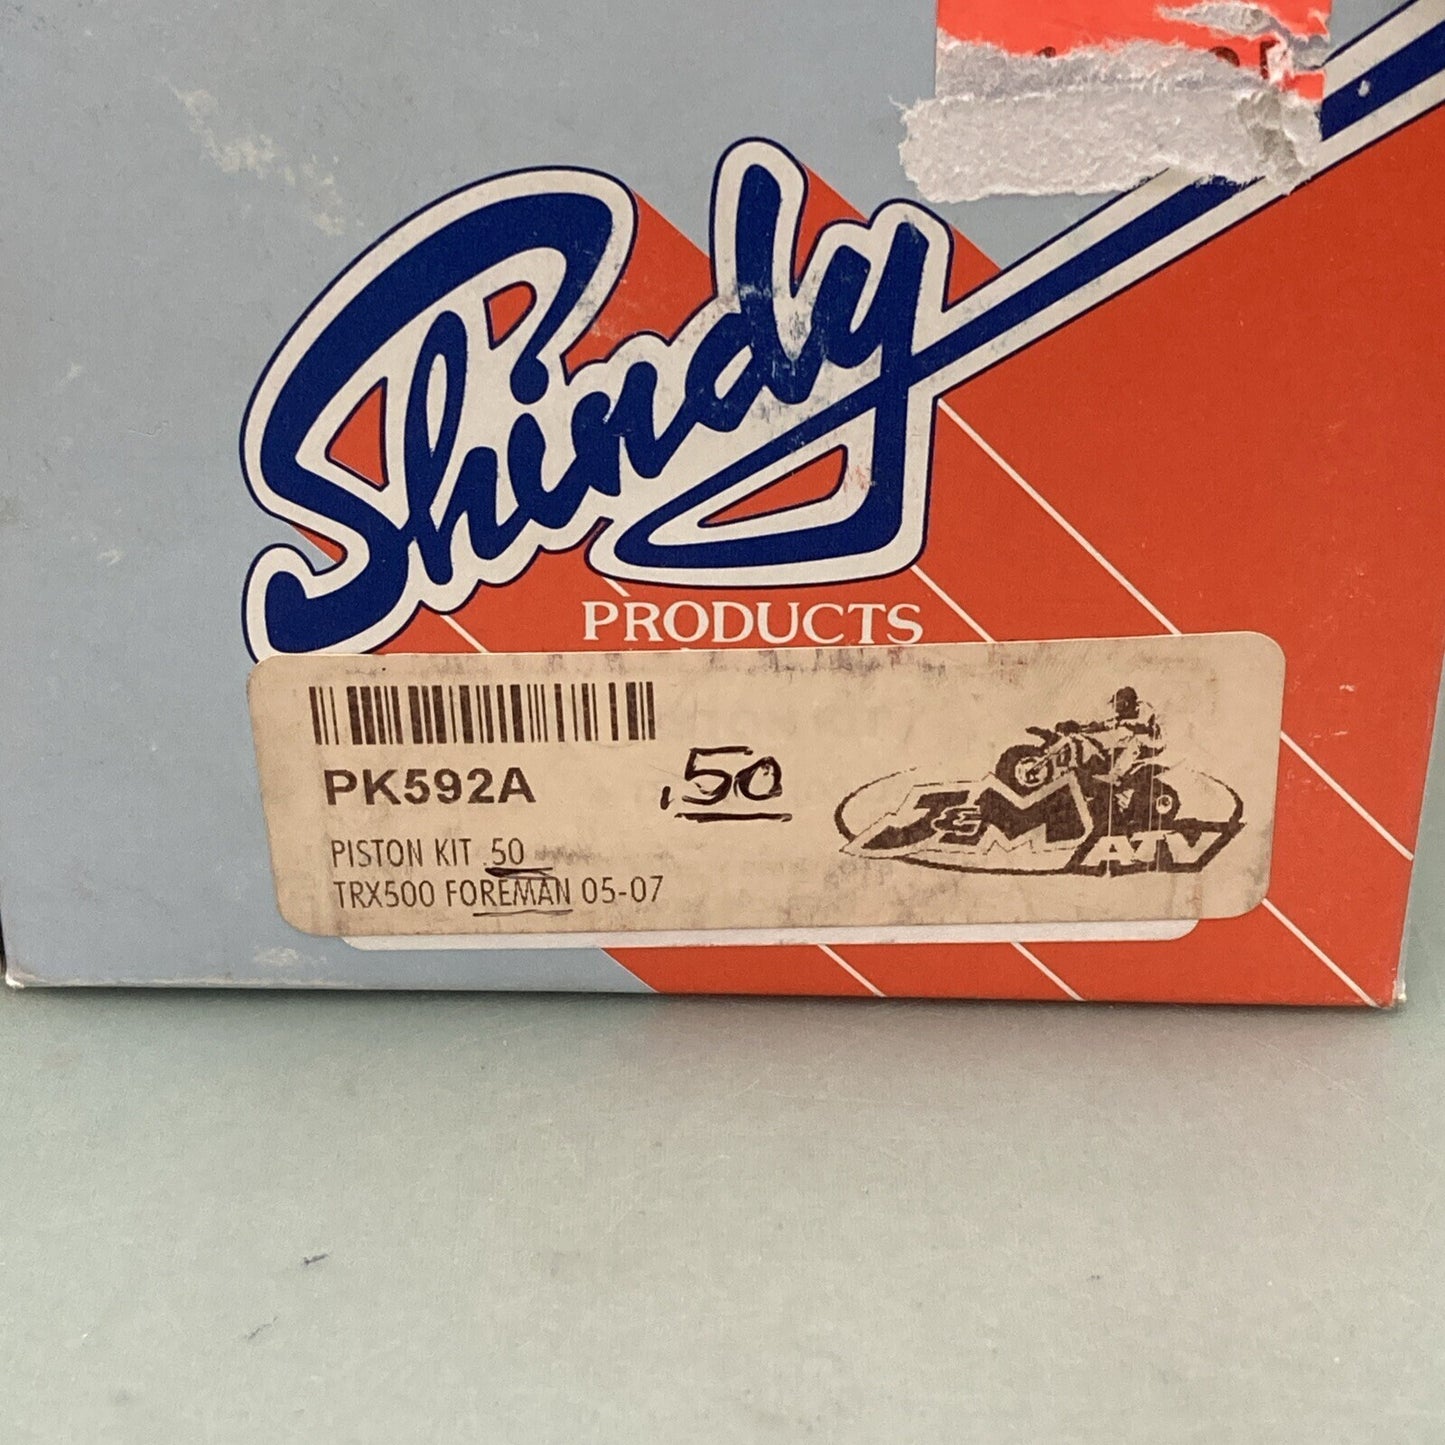 Shindy
PRODUCTS
PK592A
.50
PISTON KIT .50
TRX500 FOREMAN 05-07
J&M
ATV